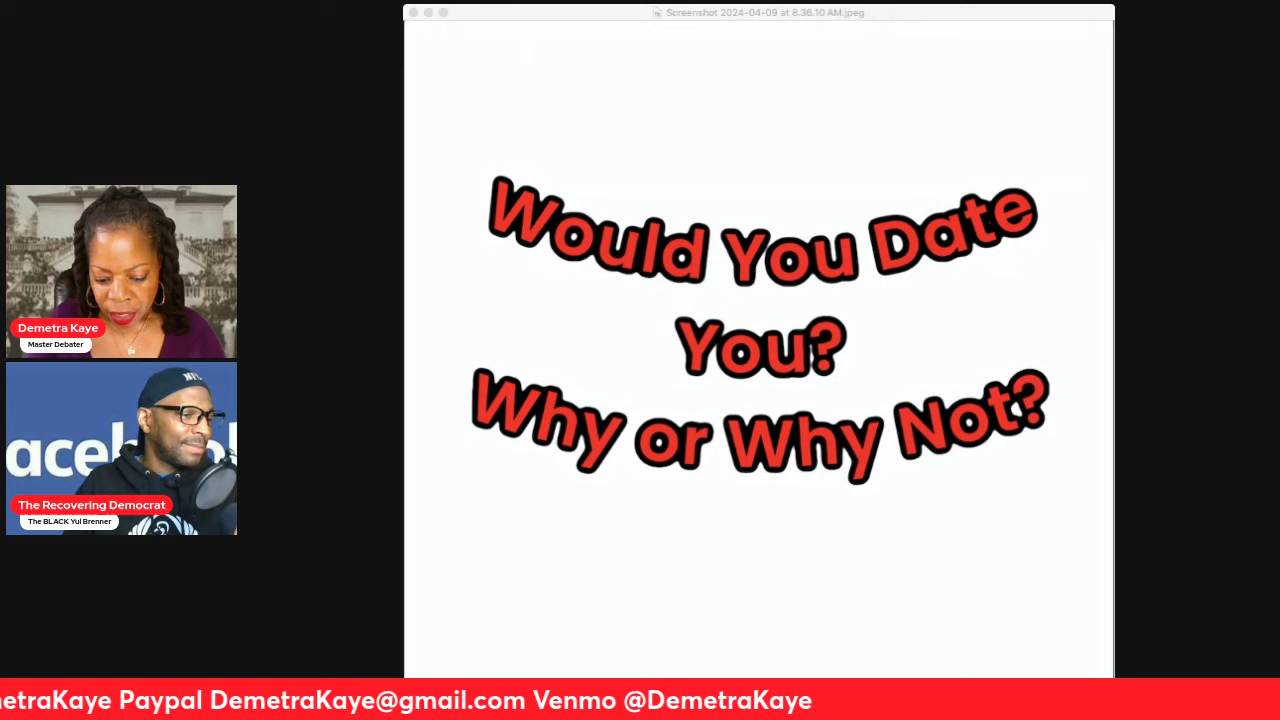 Screenshot 2024-04-09 at 8.36.10 AM.jpeg
Would You Date
You?
Why or Why Not?
Demetra Kaye
Master Debater
acebook
The Recovering Democrat
The BLACK Yul Brenner
etraKaye Paypal DemetraKaye@gmail.com Venmo @DemetraKaye